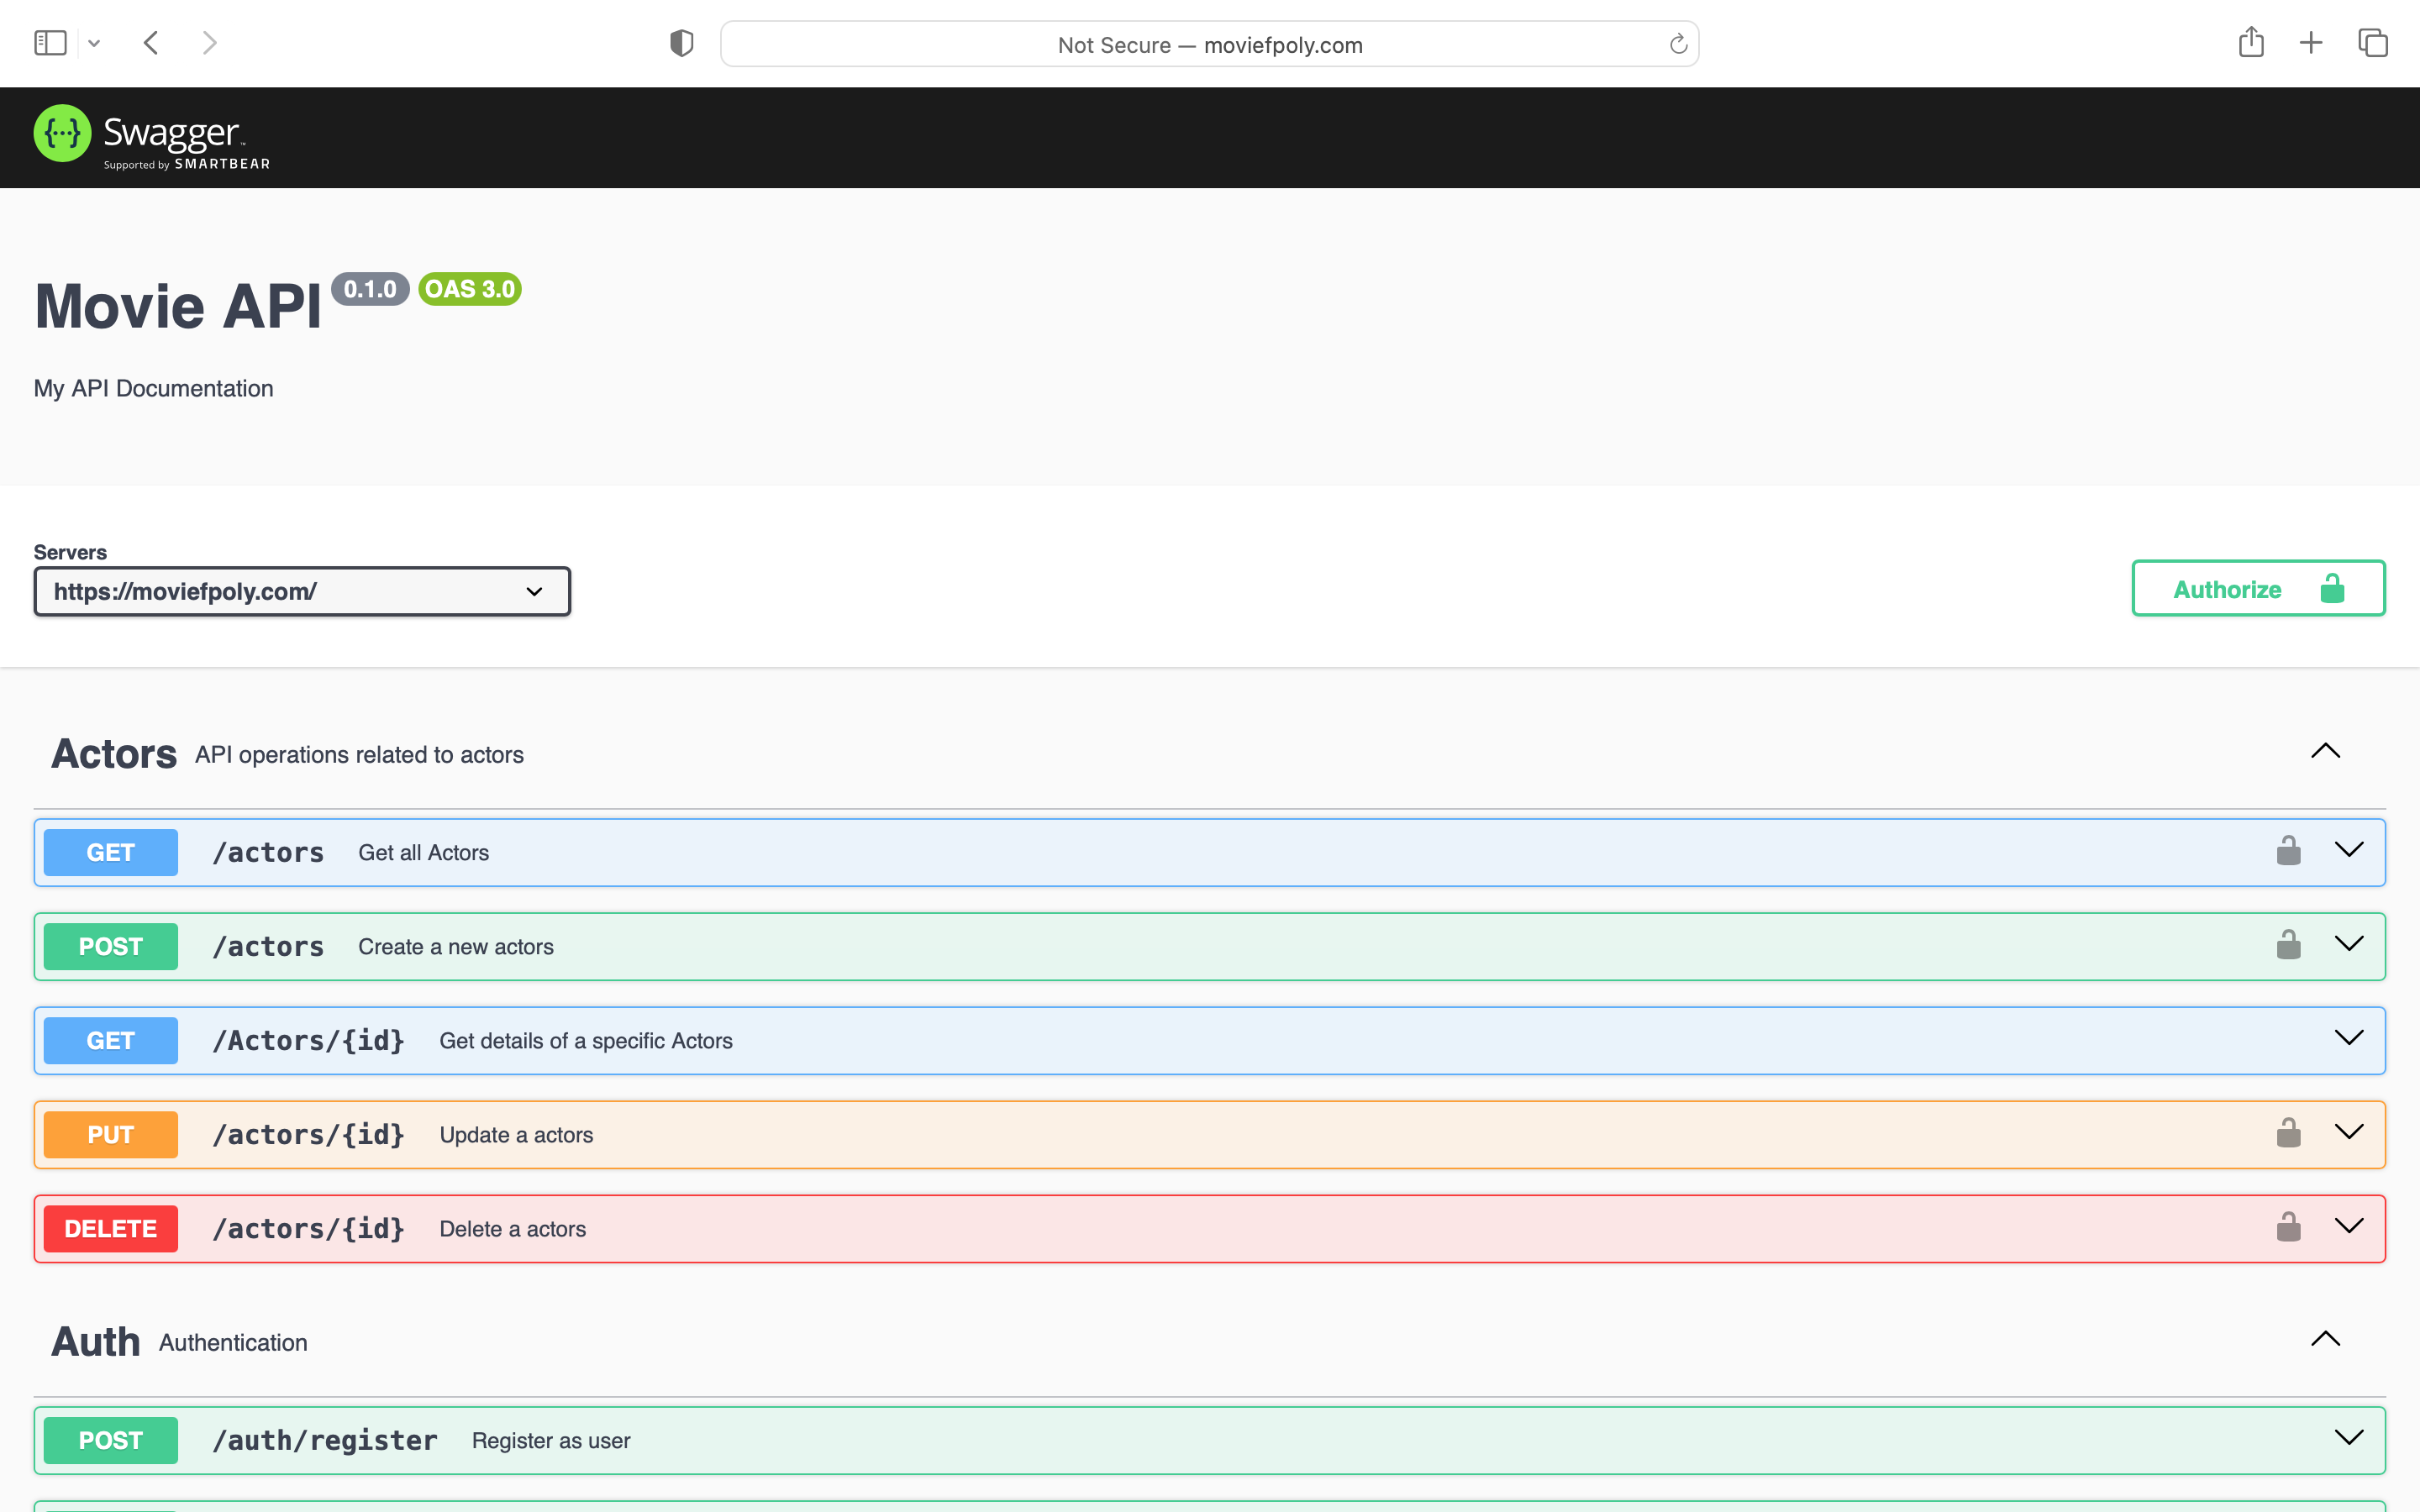 Not Secure — moviefpoly.com
{···} Swagger™
Supported by SMARTBEAR
Movie API 0.1.0 OAS 3.0
My API Documentation
Servers
https://moviefpoly.com/
Authorize
Actors API operations related to actors
GET /actors Get all Actors
POST /actors Create a new actors
GET /Actors/{id} Get details of a specific Actors
PUT /actors/{id} Update a actors
DELETE /actors/{id} Delete a actors
Auth Authentication
POST /auth/register Register as user